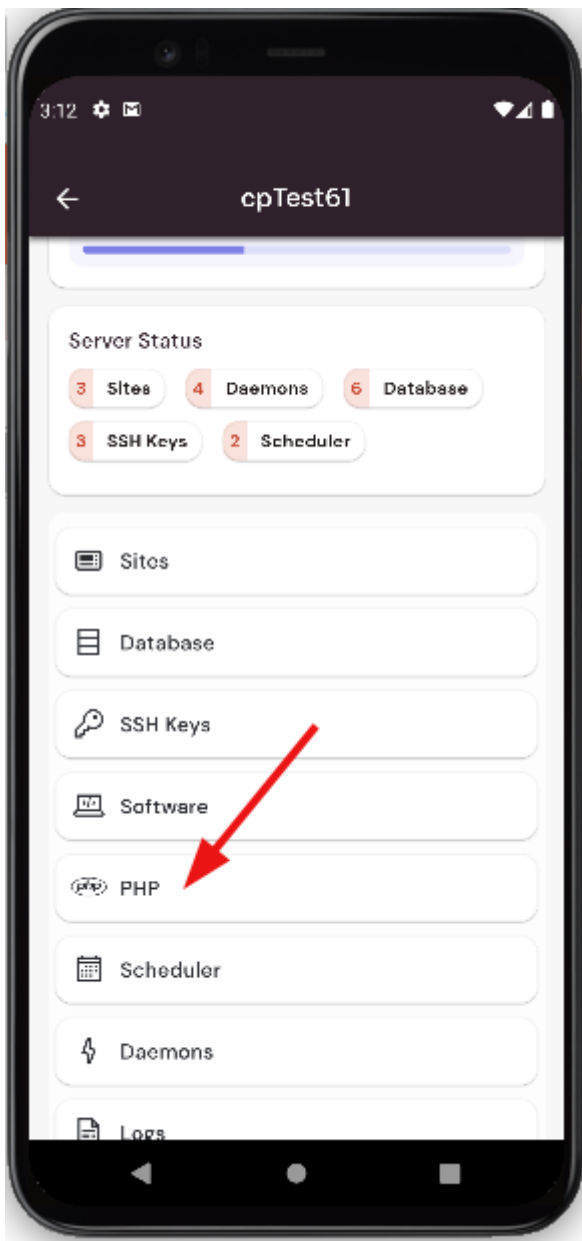 3:12
cpTest61
Server Status
3 Sites 4 Daemons 6 Database
3 SSH Keys 2 Scheduler
Sites
Database
SSH Keys
Software
php PHP
Scheduler
Daemons
Logs